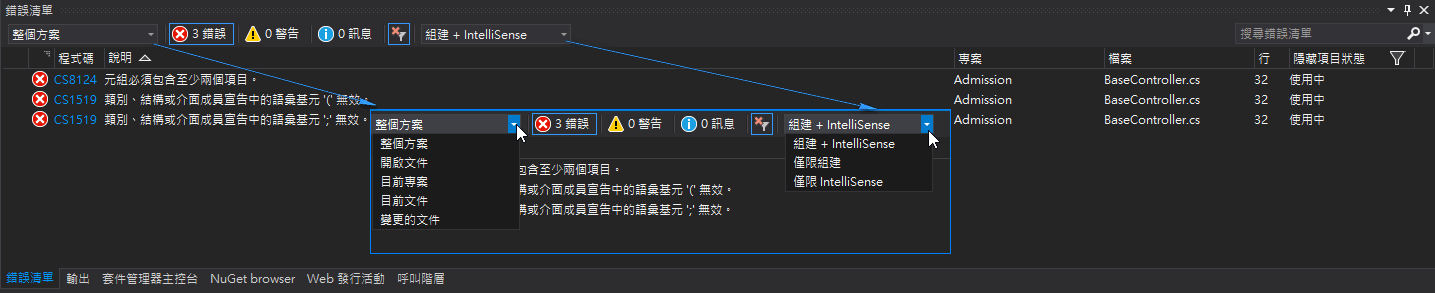 錯誤清單
整個方案 3 錯誤 0 警告 0 訊息 組建 + IntelliSense 搜尋錯誤清單
程式碼 說明 專案 檔案 行 隱藏項目狀態
CS8124 元組必須包含至少兩個項目。 Admission BaseController.cs 32 使用中
CS1519 類別、結構或介面成員宣告中的語彙基元 '(' 無效。 Admission BaseController.cs 32 使用中
CS1519 類別、結構或介面成員宣告中的語彙基元 ';' 無效。 Admission BaseController.cs 32 使用中
整個方案 3 錯誤 0 警告 0 訊息 組建 + IntelliSense
整個方案 組建 + IntelliSense
開啟文件 包含至少兩個項目。 僅限組建
目前專案 構或介面成員宣告中的語彙基元 '(' 無效。 僅限 IntelliSense
目前文件 構或介面成員宣告中的語彙基元 ';' 無效。
變更的文件
錯誤清單 輸出 套件管理器主控台 NuGet browser Web 發行活動 呼叫階層